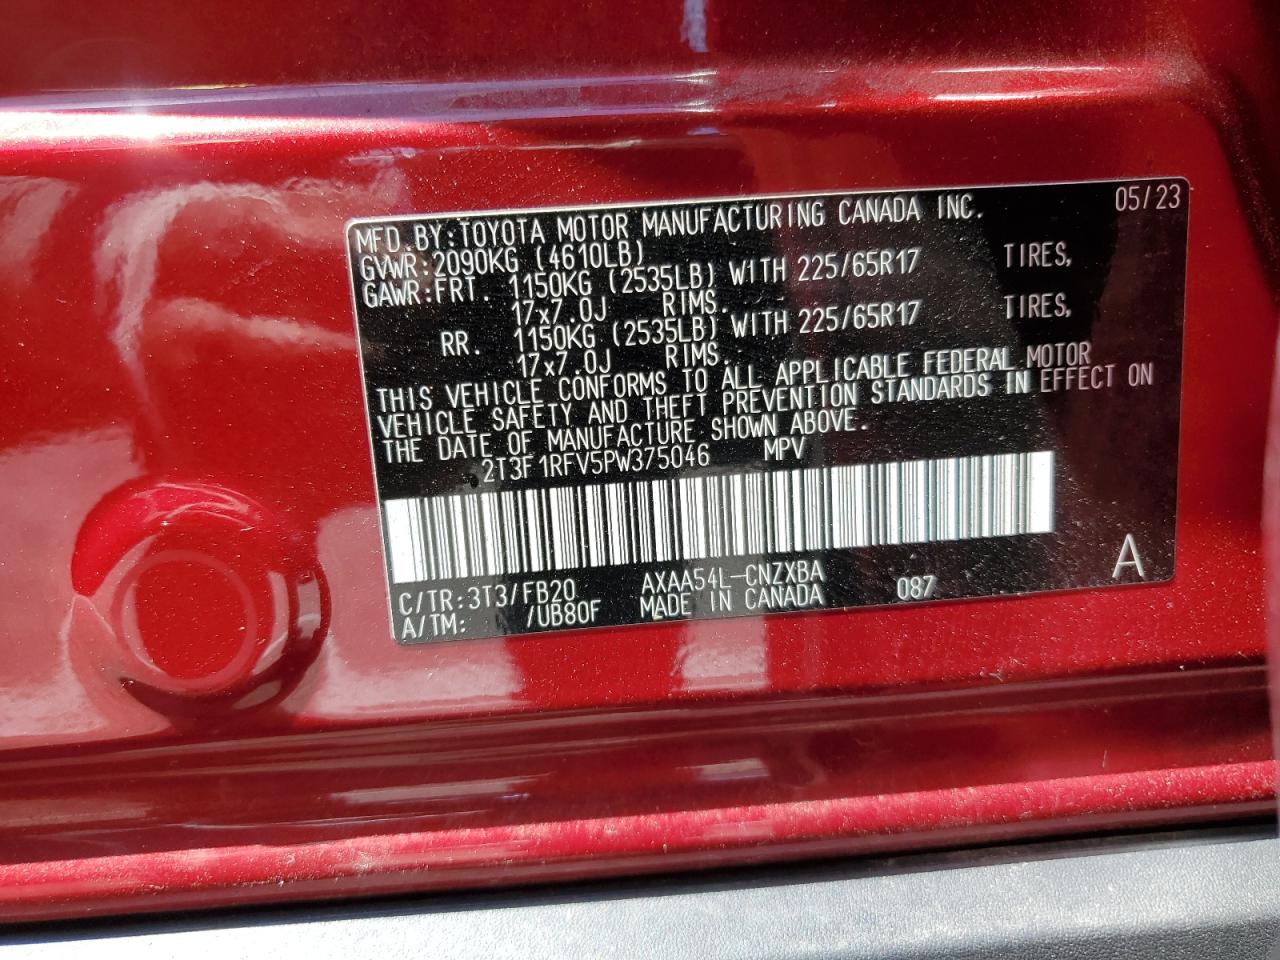 MFD.BY:TOYOTA MOTOR MANUFACTURING CANADA INC. 05/23
GVWR:2090KG (4610LB)
GAWR:FRT. 1150KG (2535LB) WITH 225/65R17 TIRES,
17x7.0J RIMS.
RR. 1150KG (2535LB) WITH 225/65R17 TIRES,
17x7.0J RIMS.
THIS VEHICLE CONFORMS TO ALL APPLICABLE FEDERAL MOTOR
VEHICLE SAFETY AND THEFT PREVENTION STANDARDS IN EFFECT ON
THE DATE OF MANUFACTURE SHOWN ABOVE.
2T3F1RFV5PW375046 MPV
C/TR:3T3/FB20 AXAA54L-CNZXBA
A/TM: /UB80F MADE IN CANADA 087 A